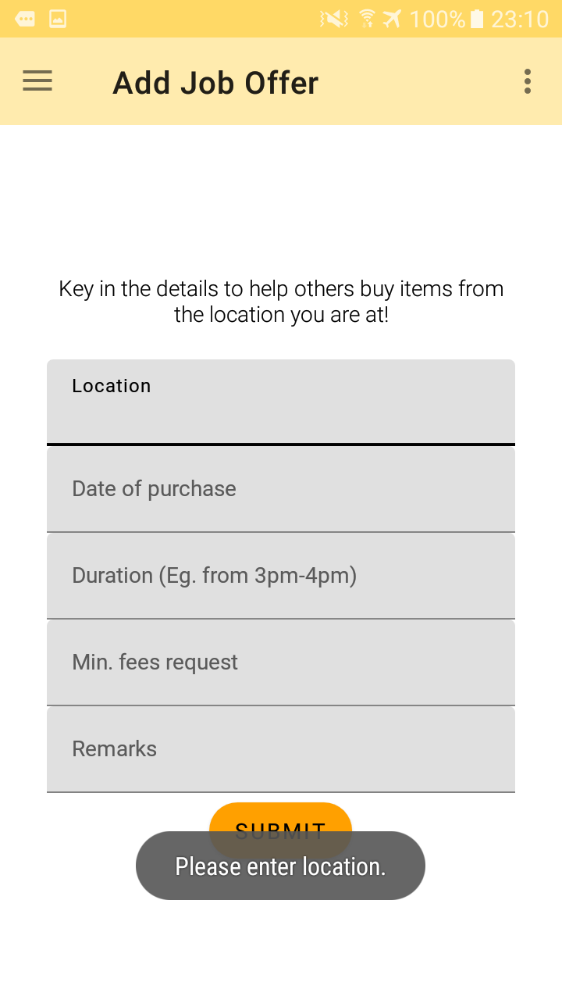 100% 23:10
Add Job Offer
Key in the details to help others buy items from
the location you are at!
Location
Date of purchase
Duration (Eg. from 3pm-4pm)
Min. fees request
Remarks
SUBMIT
Please enter location.